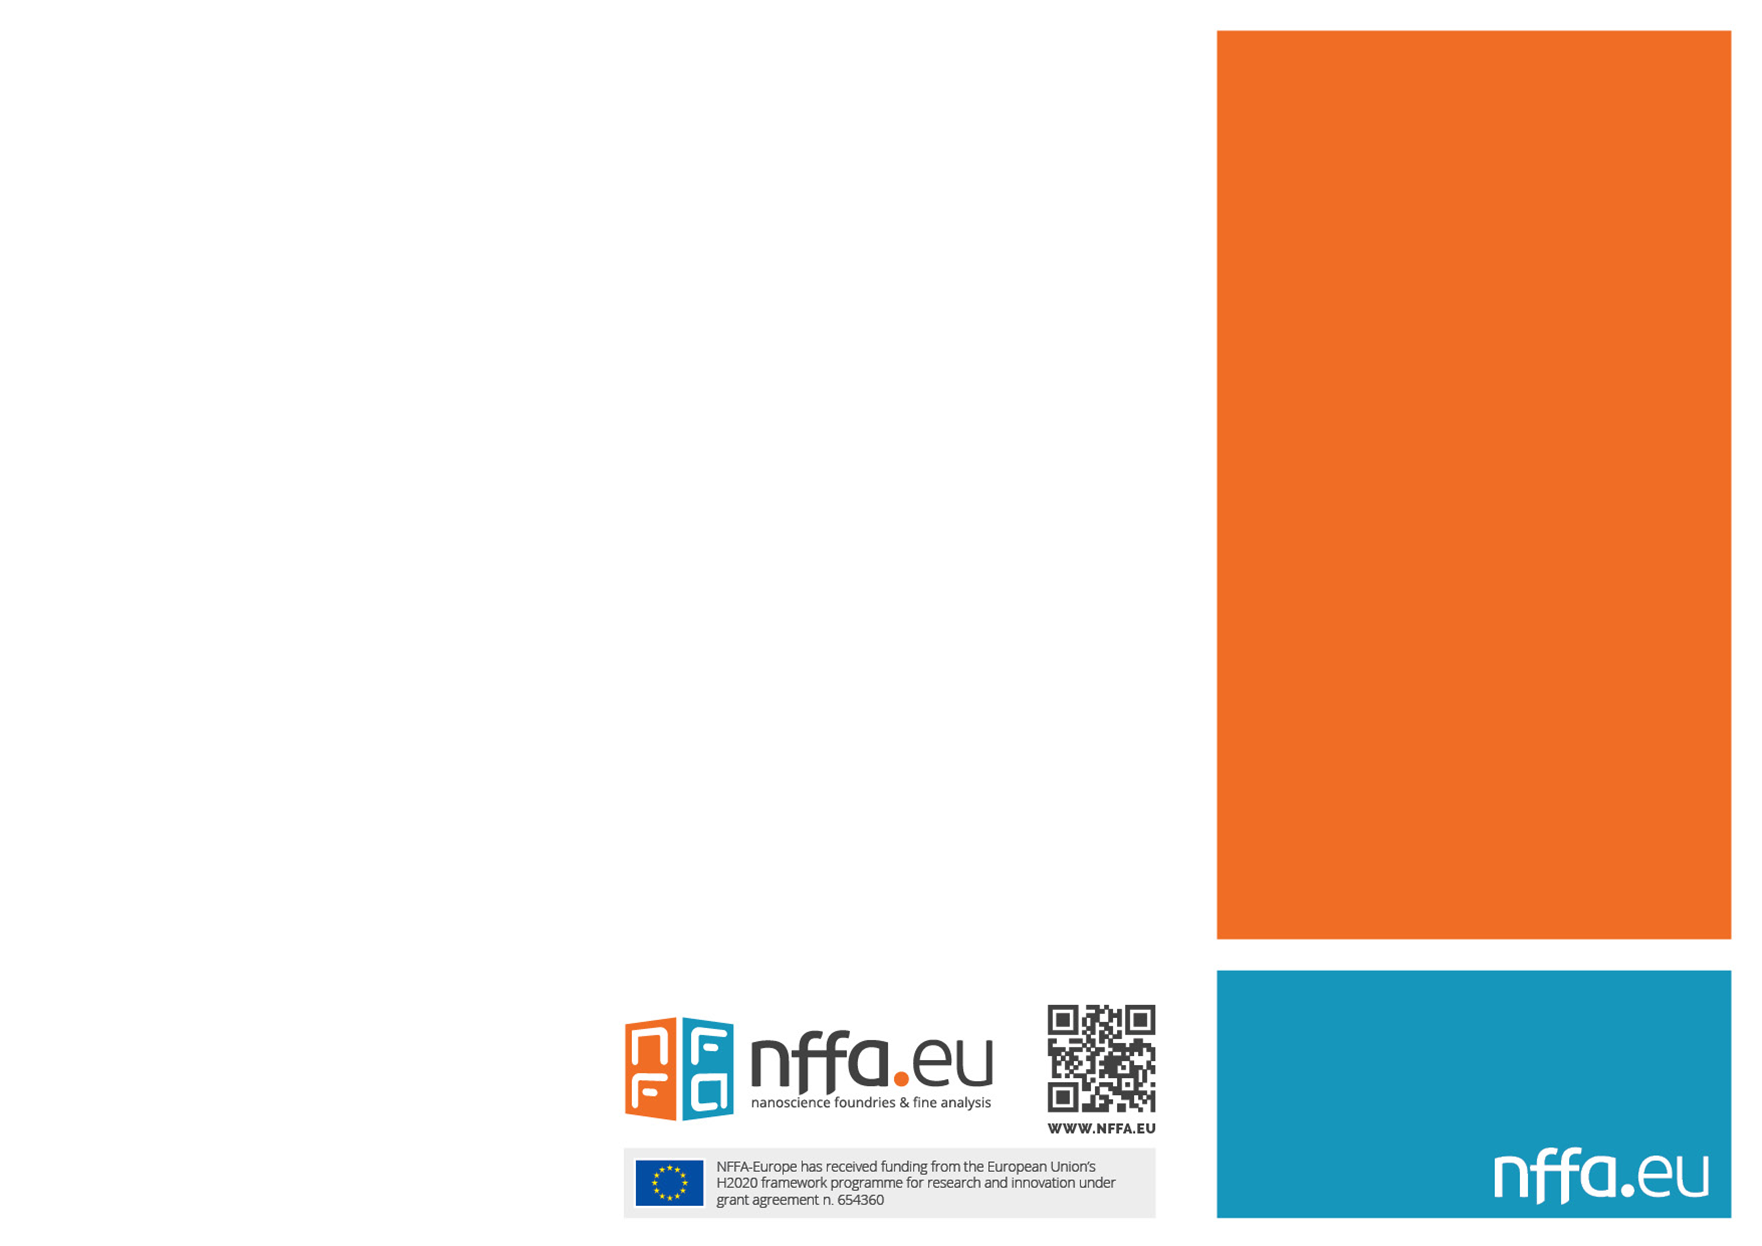 nffa.eu
nanoscience foundries & fine analysis
WWW.NFFA.EU
NFFA-Europe has received funding from the European Union's
H2020 framework programme for research and innovation under
grant agreement n. 654360
nffa.eu